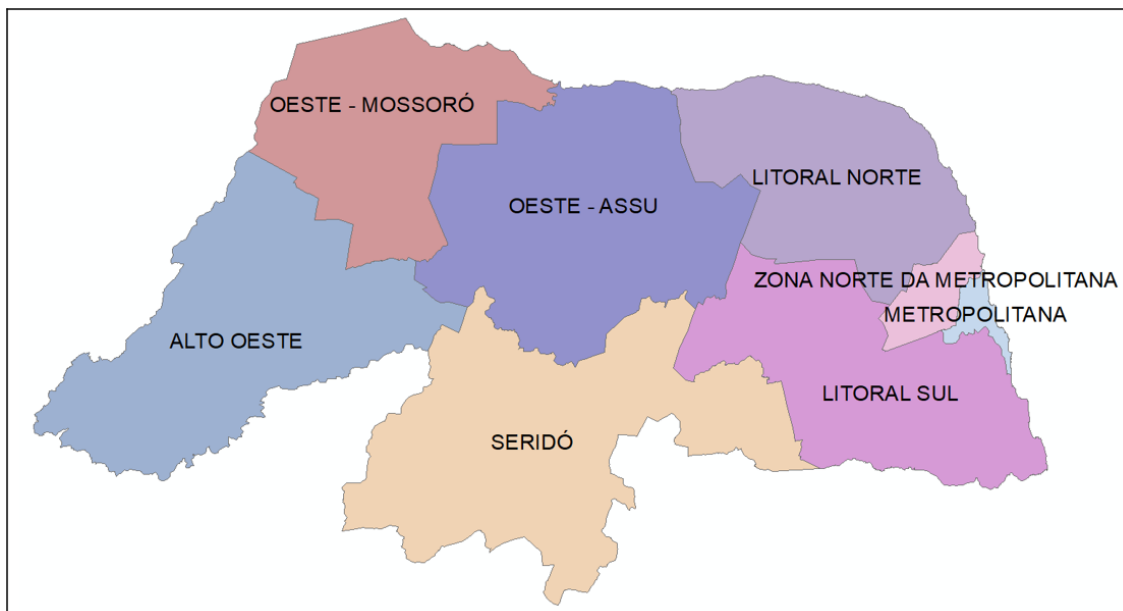 OESTE - MOSSORÓ
LITORAL NORTE
OESTE - ASSU
ZONA NORTE DA METROPOLITANA
METROPOLITANA
ALTO OESTE
LITORAL SUL
SERIDÓ